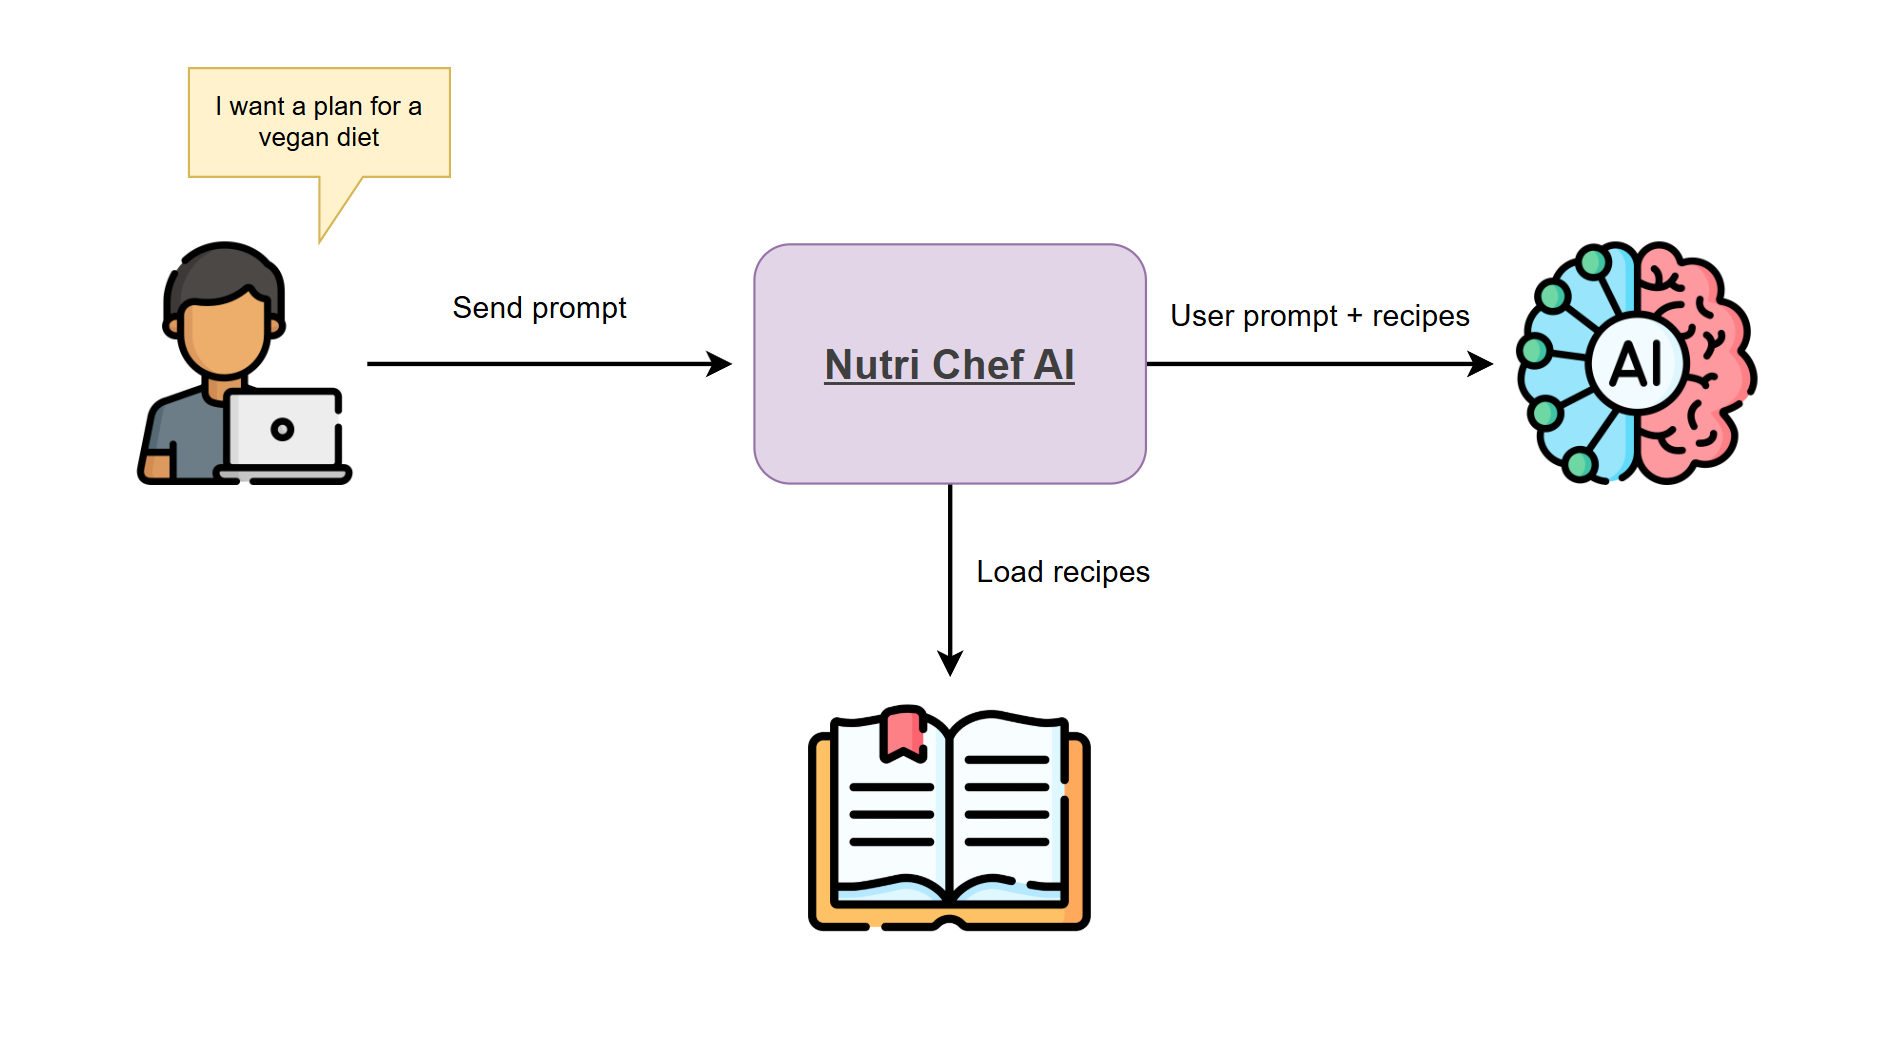 I want a plan for a
vegan diet
Send prompt
Nutri Chef AI
User prompt + recipes
AI
Load recipes